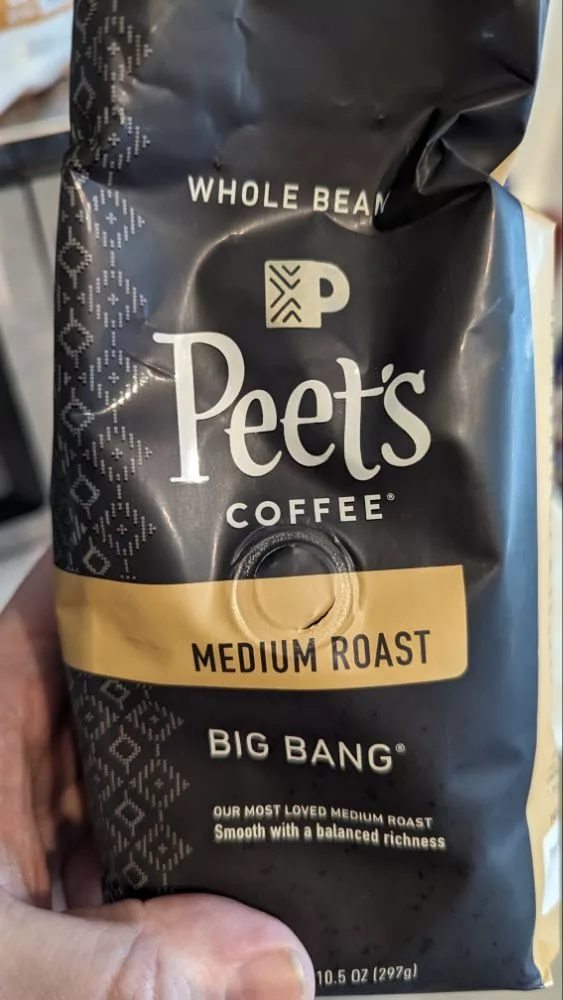 WHOLE BEAN
P
Peet's
COFFEE®
MEDIUM ROAST
BIG BANG®
OUR MOST LOVED MEDIUM ROAST
Smooth with a balanced richness
10.5 OZ (297g)